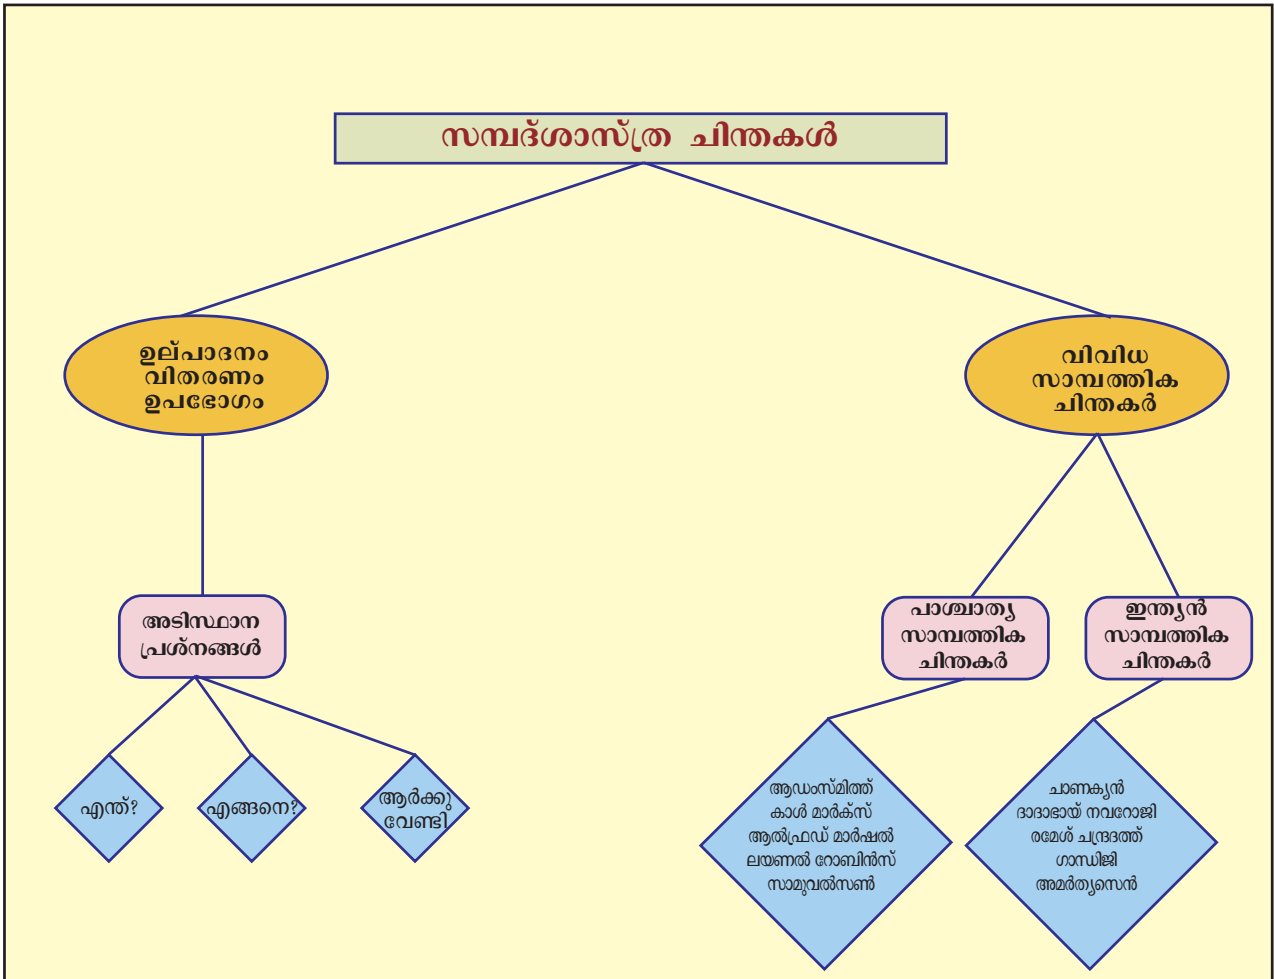 സമ്പദ്ശാസ്ത്ര ചിന്തകൾ
ഉല്പാദനം
വിതരണം
ഉപഭോഗം
വിവിധ
സാമ്പത്തിക
ചിന്തകർ
അടിസ്ഥാന
പ്രശ്നങ്ങൾ
പാശ്ചാത്യ
സാമ്പത്തിക
ചിന്തകർ
ഇന്ത്യൻ
സാമ്പത്തിക
ചിന്തകർ
എന്ത്?
എങ്ങനെ?
ആർക്കു
വേണ്ടി
ആഡംസ്മിത്ത്
കാൾ മാർക്സ്
ആൽഫ്രഡ് മാർഷൽ
ലയണൽ റോബിൻസ്
സാമുവൽസൺ
ചാണക്യൻ
ദാദാഭായ് നവറോജി
രമേശ് ചന്ദ്രദത്ത്
ഗാന്ധിജി
അമർത്യസെൻ